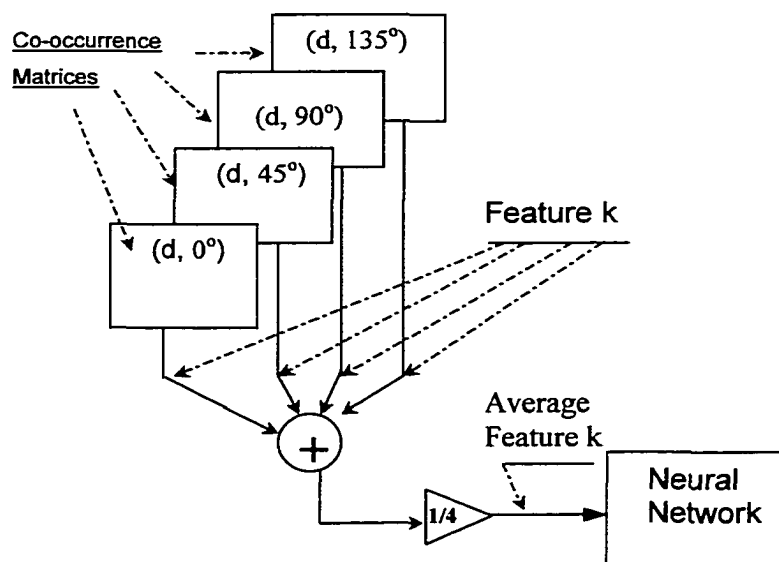 Co-occurrence
Matrices
(d, 135°)
(d, 90°)
(d, 45°)
(d, 0°)
Feature k
+
Average
Feature k
1/4
Neural
Network